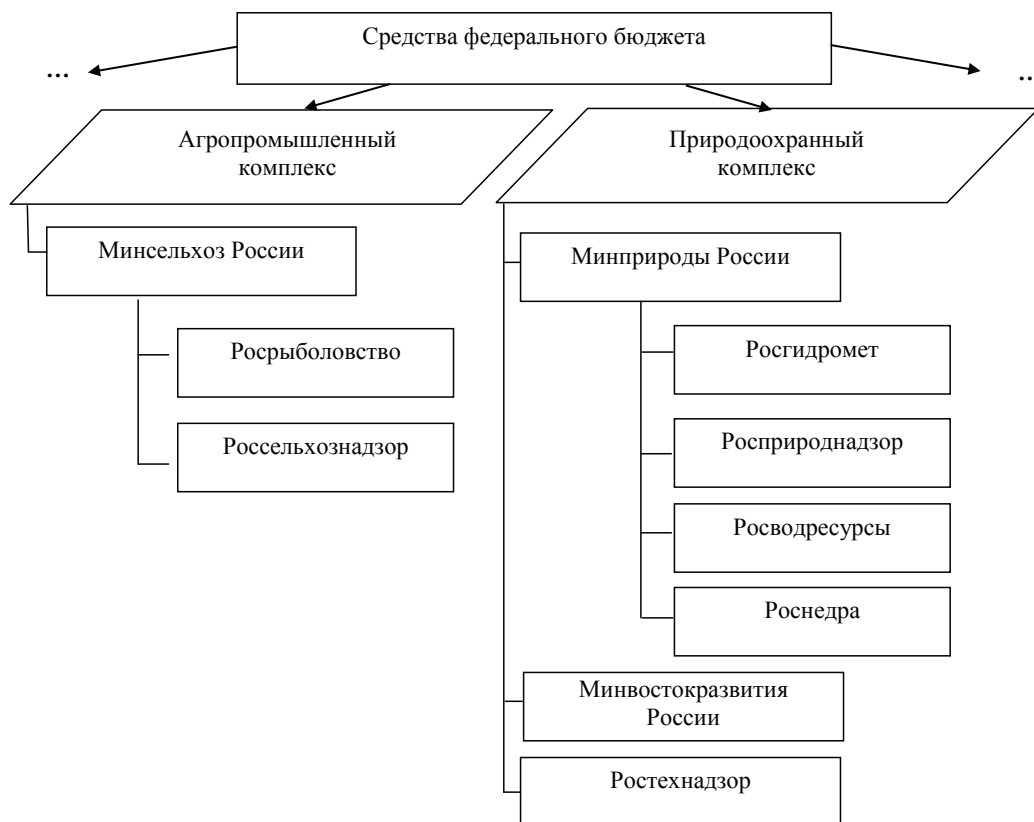 Средства федерального бюджета
...
...
Агропромышленный
комплекс
Природоохранный
комплекс
Минсельхоз России
Росрыболовство
Россельхознадзор
Минприроды России
Росгидромет
Росприроднадзор
Росводресурсы
Роснедра
Минвостокразвития
России
Ростехнадзор